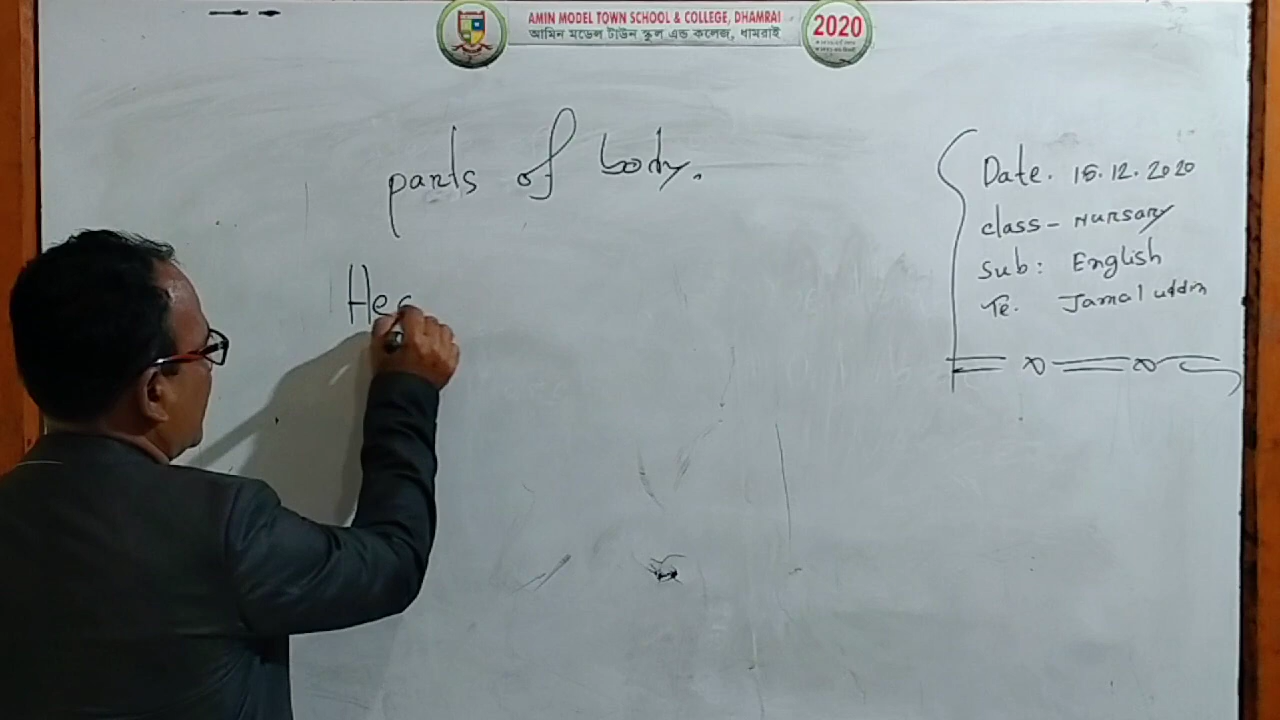 AMIN MODEL TOWN SCHOOL & COLLEGE, DHAMRAI
আমিন মডেল টাউন স্কুল এন্ড কলেজ, ধামরাই
2020
parts of body.
Hea
Date. 15.12.2020
class - Nursary
Sub: English
Te. Jamal uddin